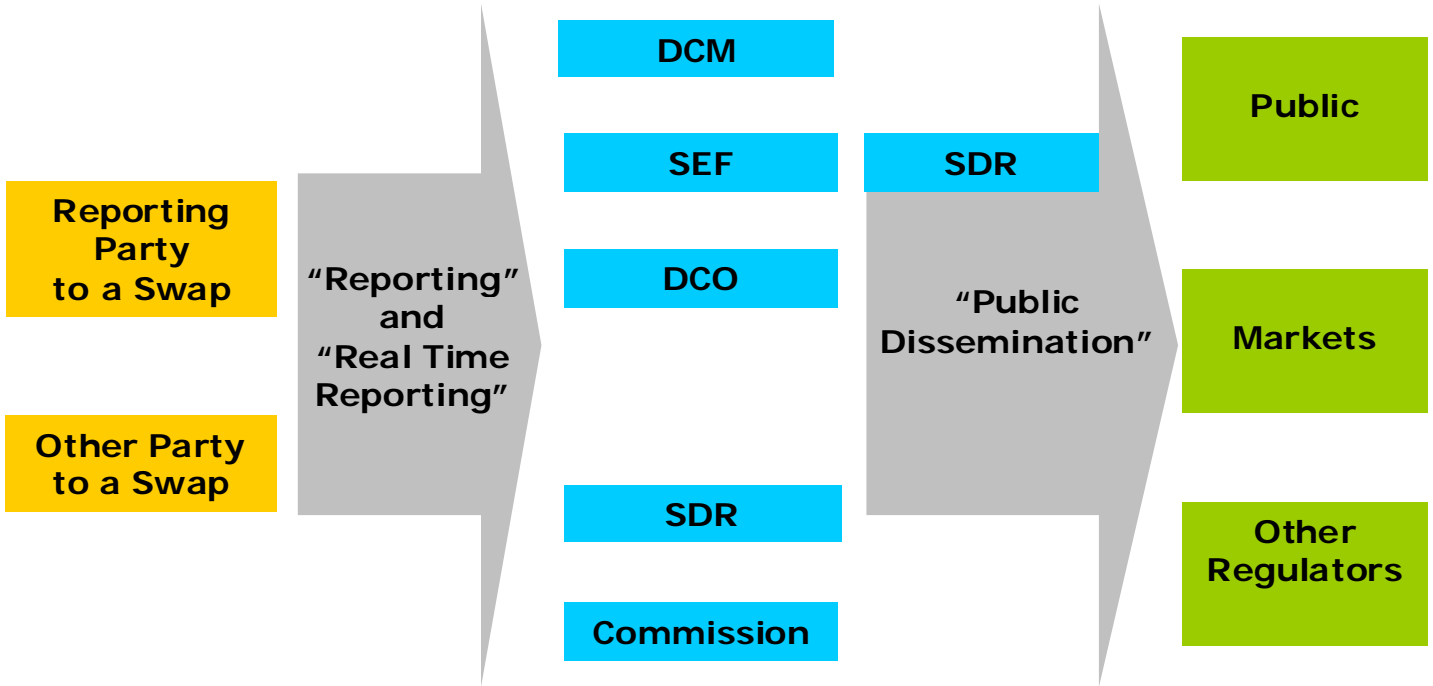 Reporting
Party
to a Swap
Other Party
to a Swap
“Reporting”
and
“Real Time
Reporting”
DCM
SEF
DCO
SDR
Commission
SDR
“Public
Dissemination”
Public
Markets
Other
Regulators